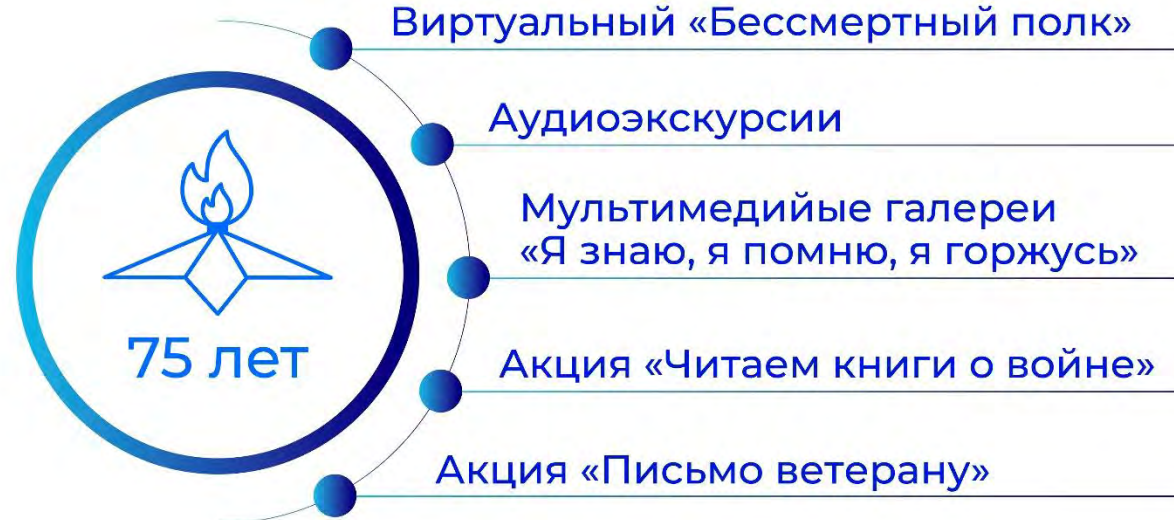 Виртуальный «Бессмертный полк»
Аудиоэкскурсии
Мультимедийые галереи
«Я знаю, я помню, я горжусь»
75 лет
Акция «Читаем книги о войне»
Акция «Письмо ветерану»